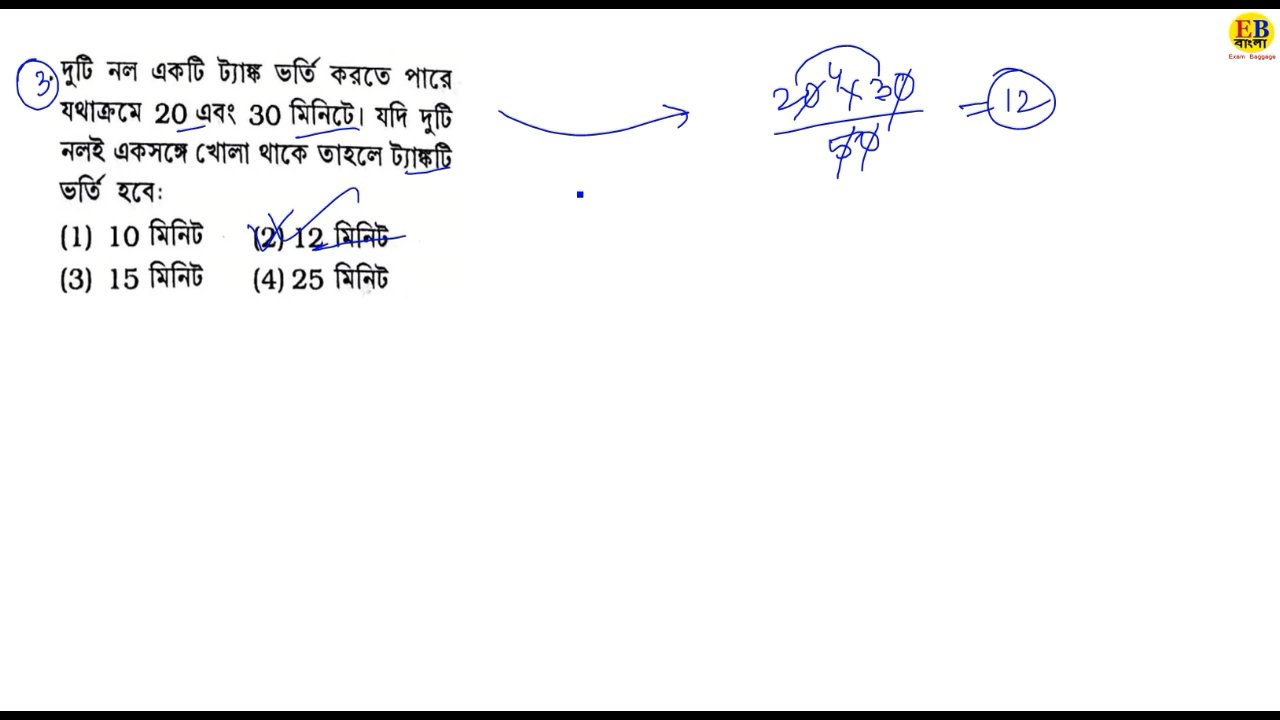 EB
বাংলা
Exam Baggage
3. দুটি নল একটি ট্যাঙ্ক ভর্তি করতে পারে
যথাক্রমে 20 এবং 30 মিনিটে। যদি দুটি
নলই একসঙ্গে খোলা থাকে তাহলে ট্যাঙ্কটি
ভর্তি হবেঃ
(1) 10 মিনিট (2) 12 মিনিট
(3) 15 মিনিট (4) 25 মিনিট
20 4 × 30
50
= 12